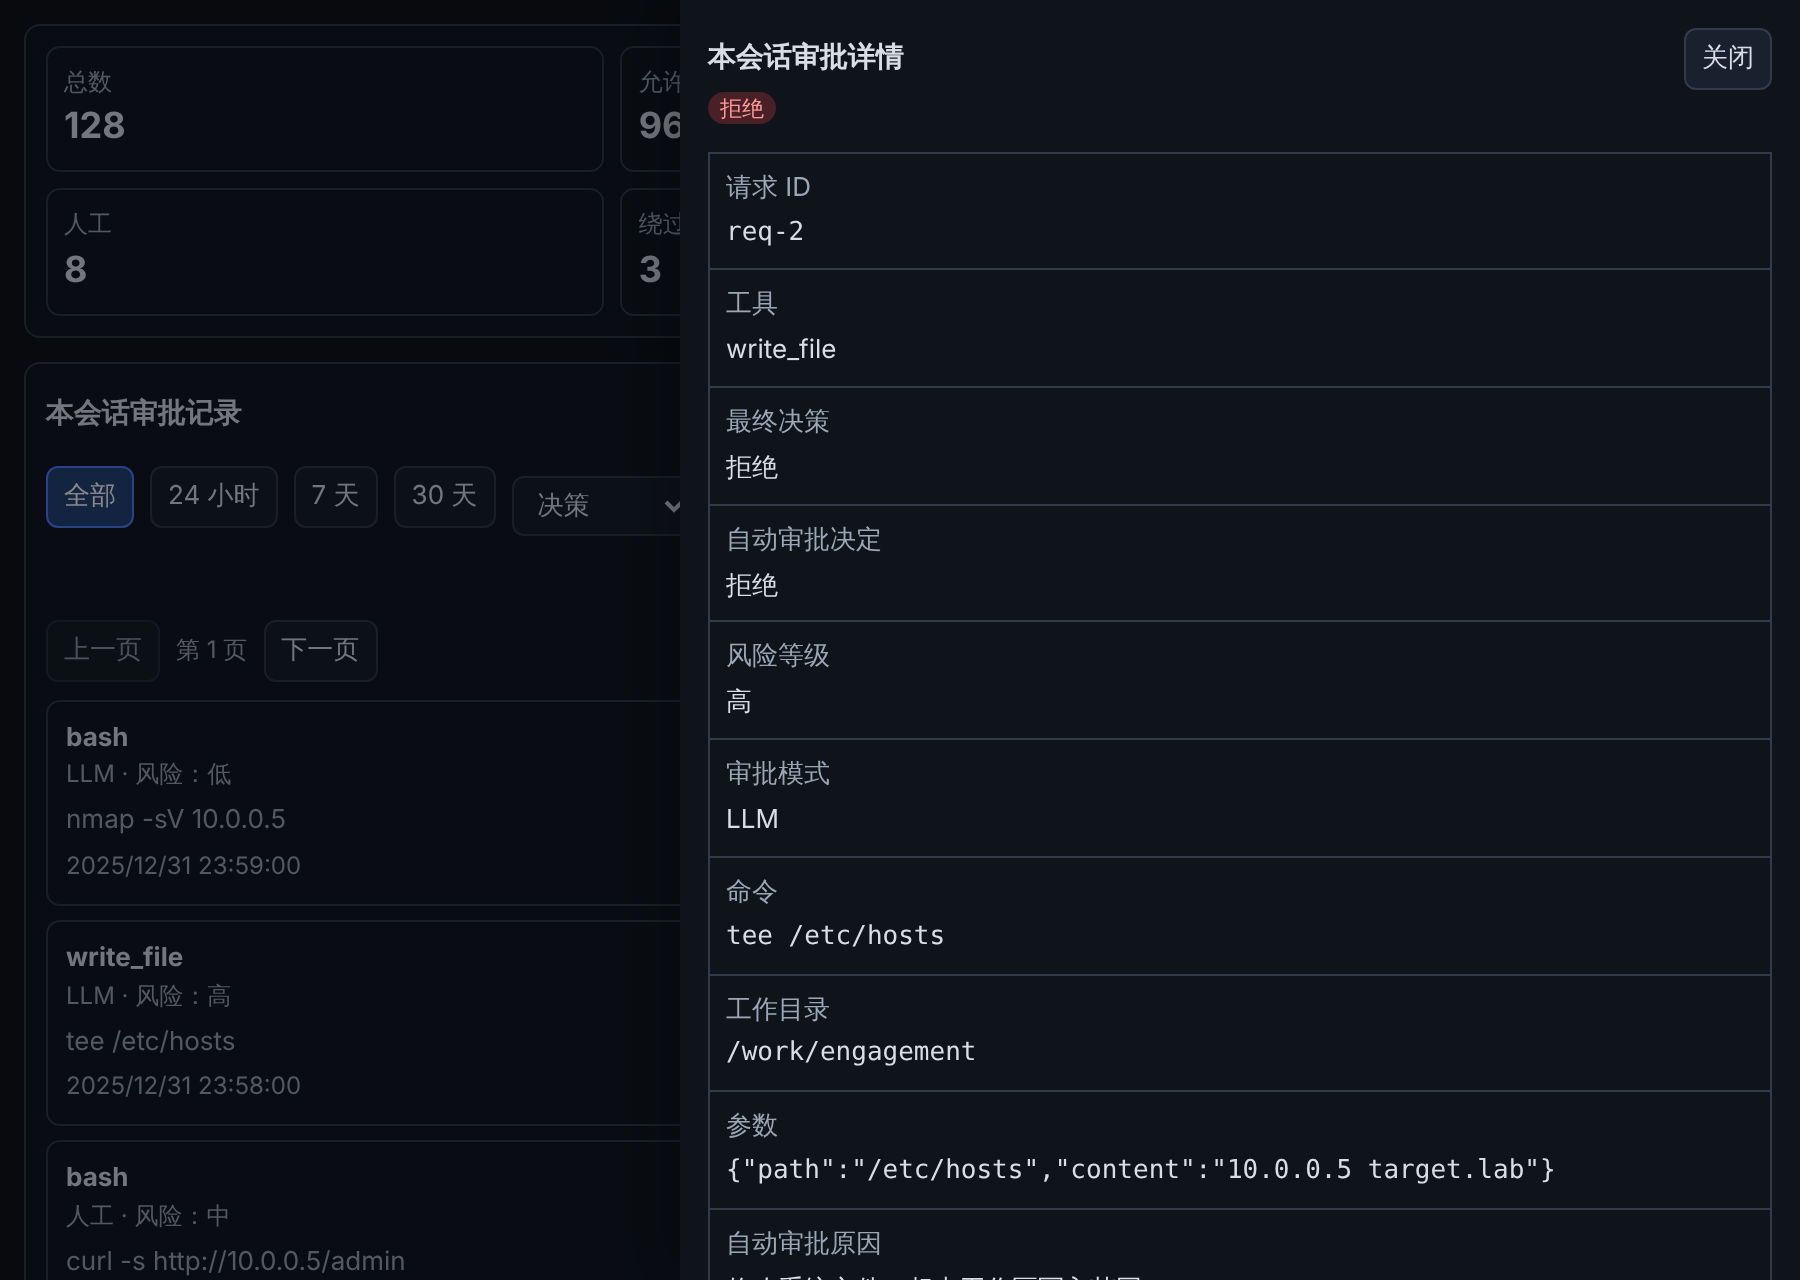 总数
128
允许
96
人工
8
绕过
3
本会话审批记录
全部
24 小时
7 天
30 天
决策
上一页
第 1 页
下一页
bash
LLM · 风险：低
nmap -sV 10.0.0.5
2025/12/31 23:59:00
write_file
LLM · 风险：高
tee /etc/hosts
2025/12/31 23:58:00
bash
人工 · 风险：中
curl -s http://10.0.0.5/admin
本会话审批详情
关闭
拒绝
请求 ID
req-2
工具
write_file
最终决策
拒绝
自动审批决定
拒绝
风险等级
高
审批模式
LLM
命令
tee /etc/hosts
工作目录
/work/engagement
参数
{"path":"/etc/hosts","content":"10.0.0.5 target.lab"}
自动审批原因